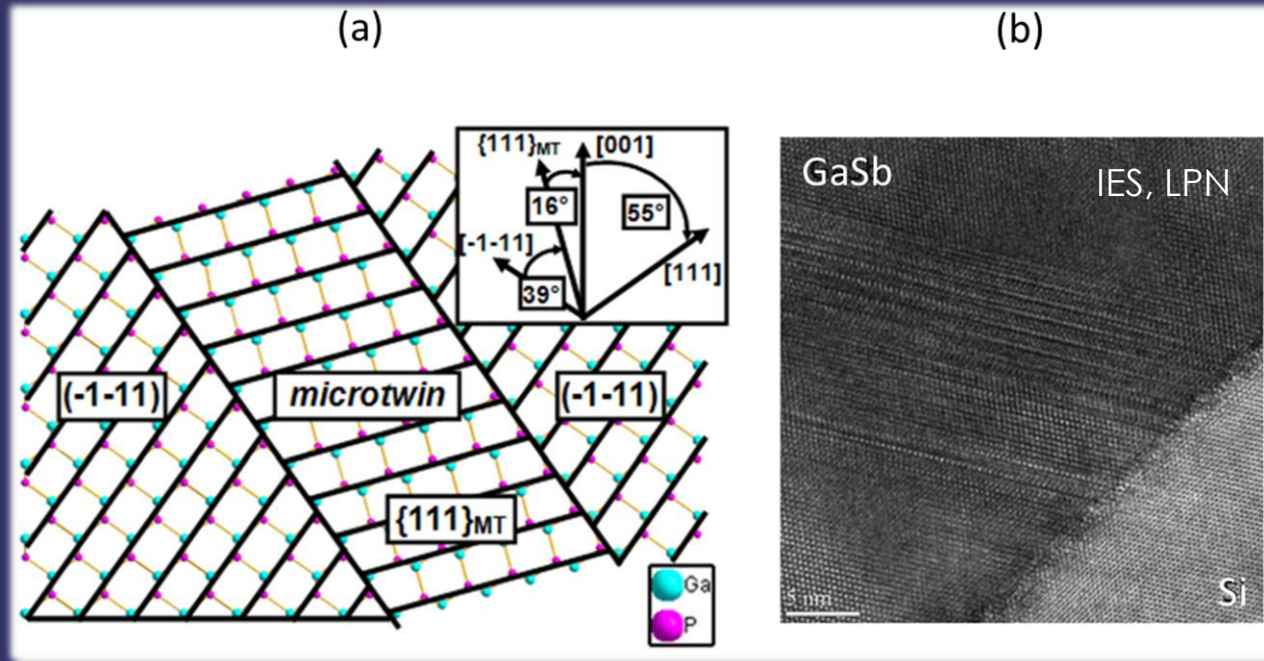 (a)
(b)
{111}MT
[001]
16°
55°
[-1-11]
[111]
39°
(-1-11)
microtwin
(-1-11)
{111}MT
Ga
P
GaSb
IES, LPN
5 nm
Si